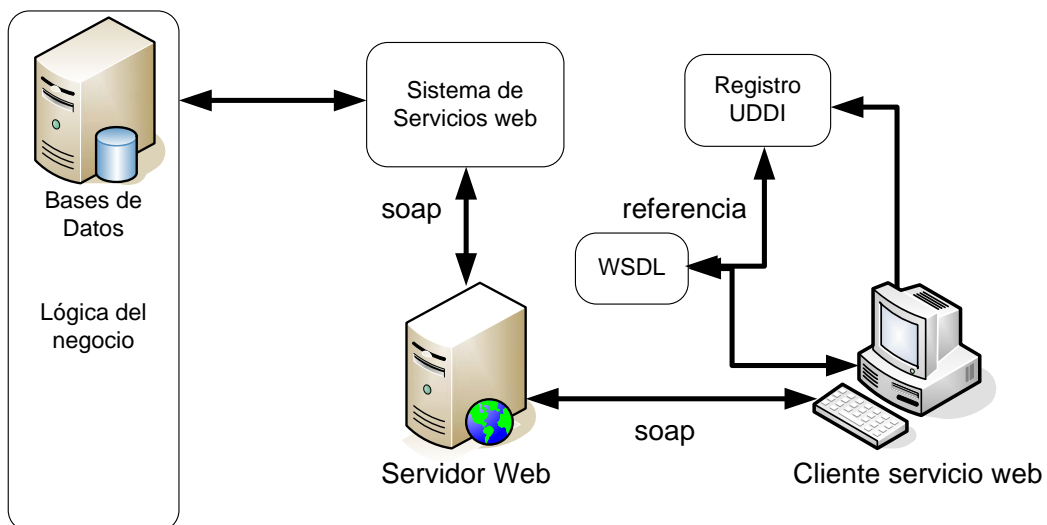 Bases de
Datos
Lógica del
negocio
Sistema de
Servicios web
soap
Servidor Web
Registro
UDDI
referencia
WSDL
soap
Cliente servicio web